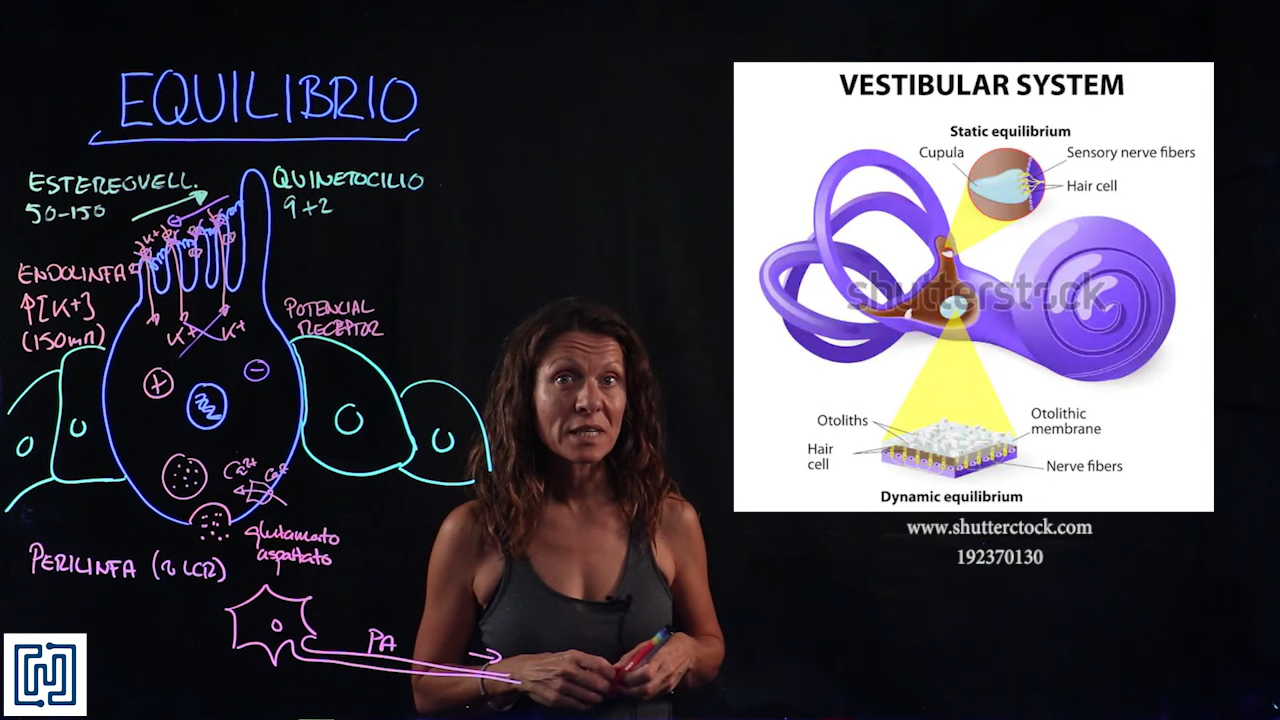 EQUILIBRIO
ESTEREOVELL.
50-150
QUINETOCILIO
9+2
K+
ENDOLINFA
↑[K+]
(150mM)
K+ K+
POTENCIAL
RECEPTOR
+
-
Ca2+ Ca2+
glutamato
aspartato
PERILINFA (≈ LCR)
PA
VESTIBULAR SYSTEM
Static equilibrium
Cupula
Sensory nerve fibers
Hair cell
shutterstock
Otoliths
Otolithic
membrane
Hair
cell
Nerve fibers
Dynamic equilibrium
www.shutterctock.com
192370130